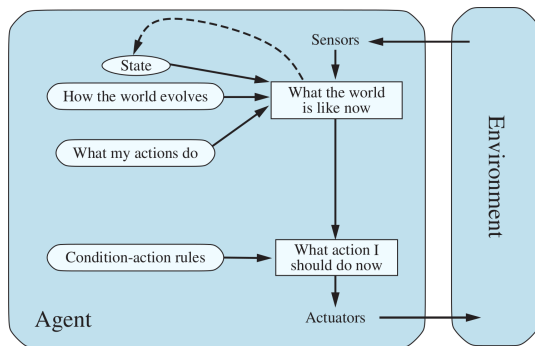 Sensors
State
How the world evolves
What the world
is like now
What my actions do
Condition-action rules
What action I
should do now
Agent
Actuators
Environment